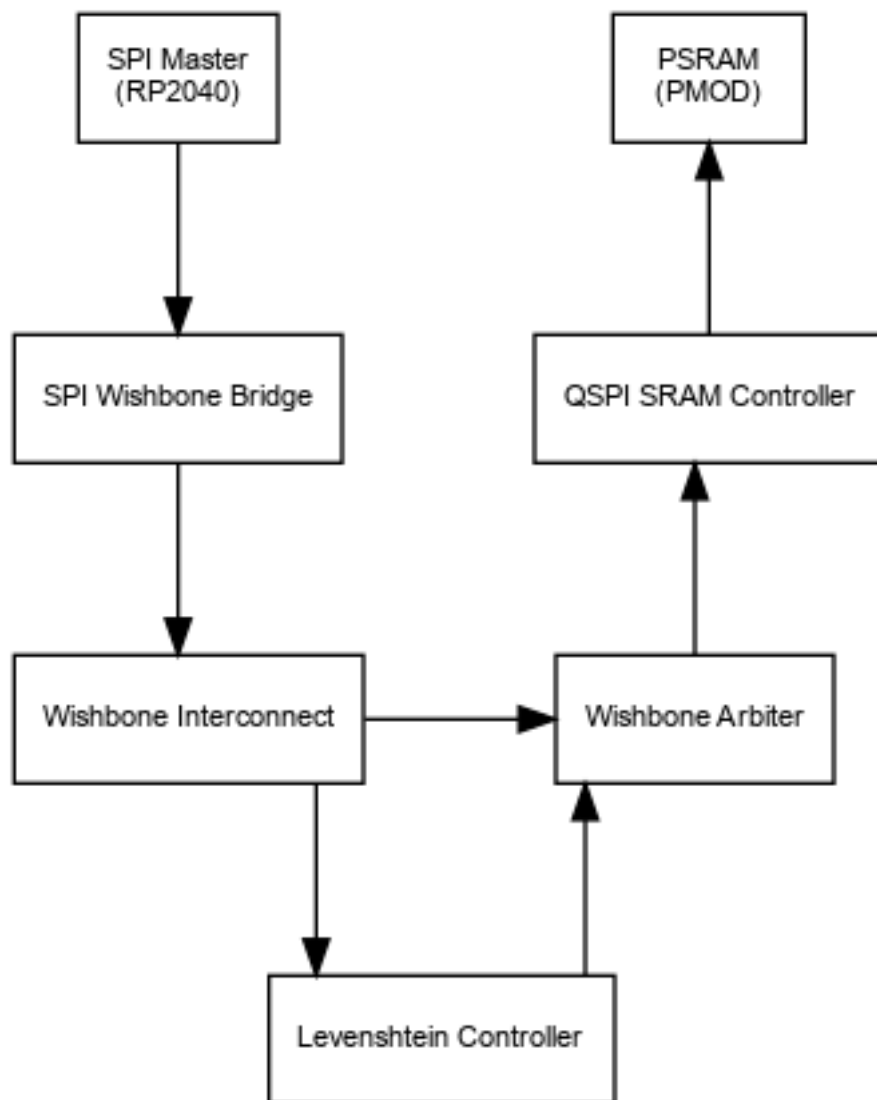 SPI Master
(RP2040)
PSRAM
(PMOD)
SPI Wishbone Bridge
QSPI SRAM Controller
Wishbone Interconnect
Wishbone Arbiter
Levenshtein Controller